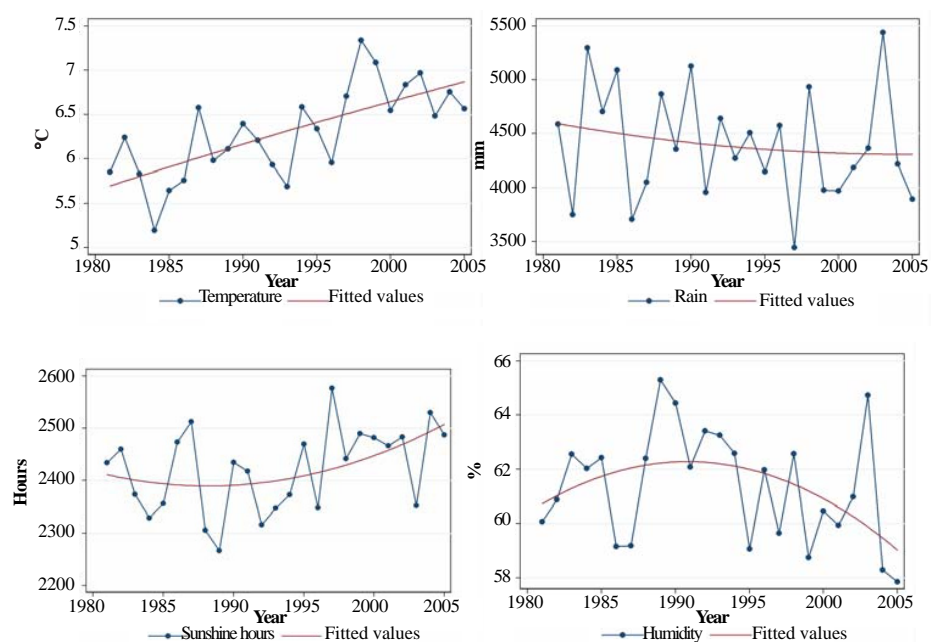 7.5
7
6.5
6
5.5
5
°C
1980 1985 1990 1995 2000 2005
Year
Temperature Fitted values
5500
5000
4500
4000
3500
mm
1980 1985 1990 1995 2000 2005
Year
Rain Fitted values
2600
2500
2400
2300
2200
Hours
1980 1985 1990 1995 2000 2005
Year
Sunshine hours Fitted values
66
64
62
60
58
%
1980 1985 1990 1995 2000 2005
Year
Humidity Fitted values